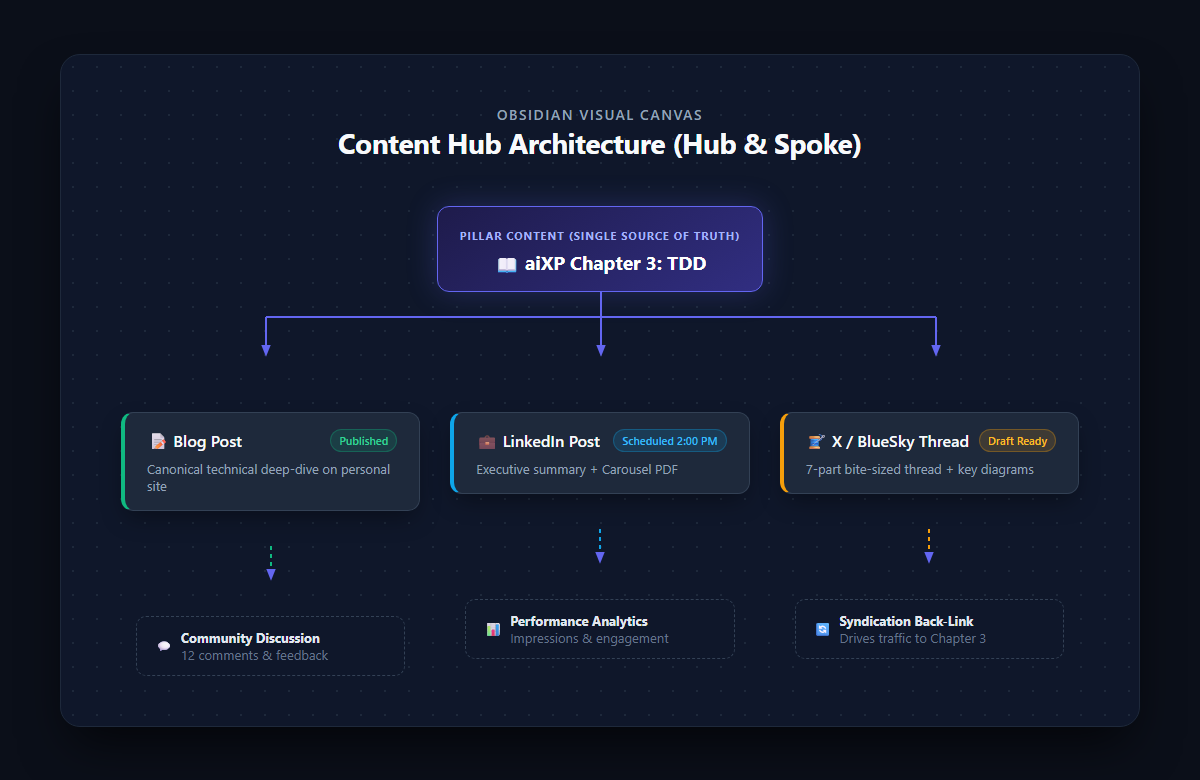 OBSIDIAN VISUAL CANVAS
Content Hub Architecture (Hub & Spoke)
PILLAR CONTENT (SINGLE SOURCE OF TRUTH)
📖 aiXP Chapter 3: TDD
📝 Blog Post
Published
Canonical technical deep-dive on personal
site
💼 LinkedIn Post
Scheduled 2:00 PM
Executive summary + Carousel PDF
🧵 X / BlueSky Thread
Draft Ready
7-part bite-sized thread + key diagrams
💬 Community Discussion
12 comments & feedback
📊 Performance Analytics
Impressions & engagement
🔄 Syndication Back-Link
Drives traffic to Chapter 3